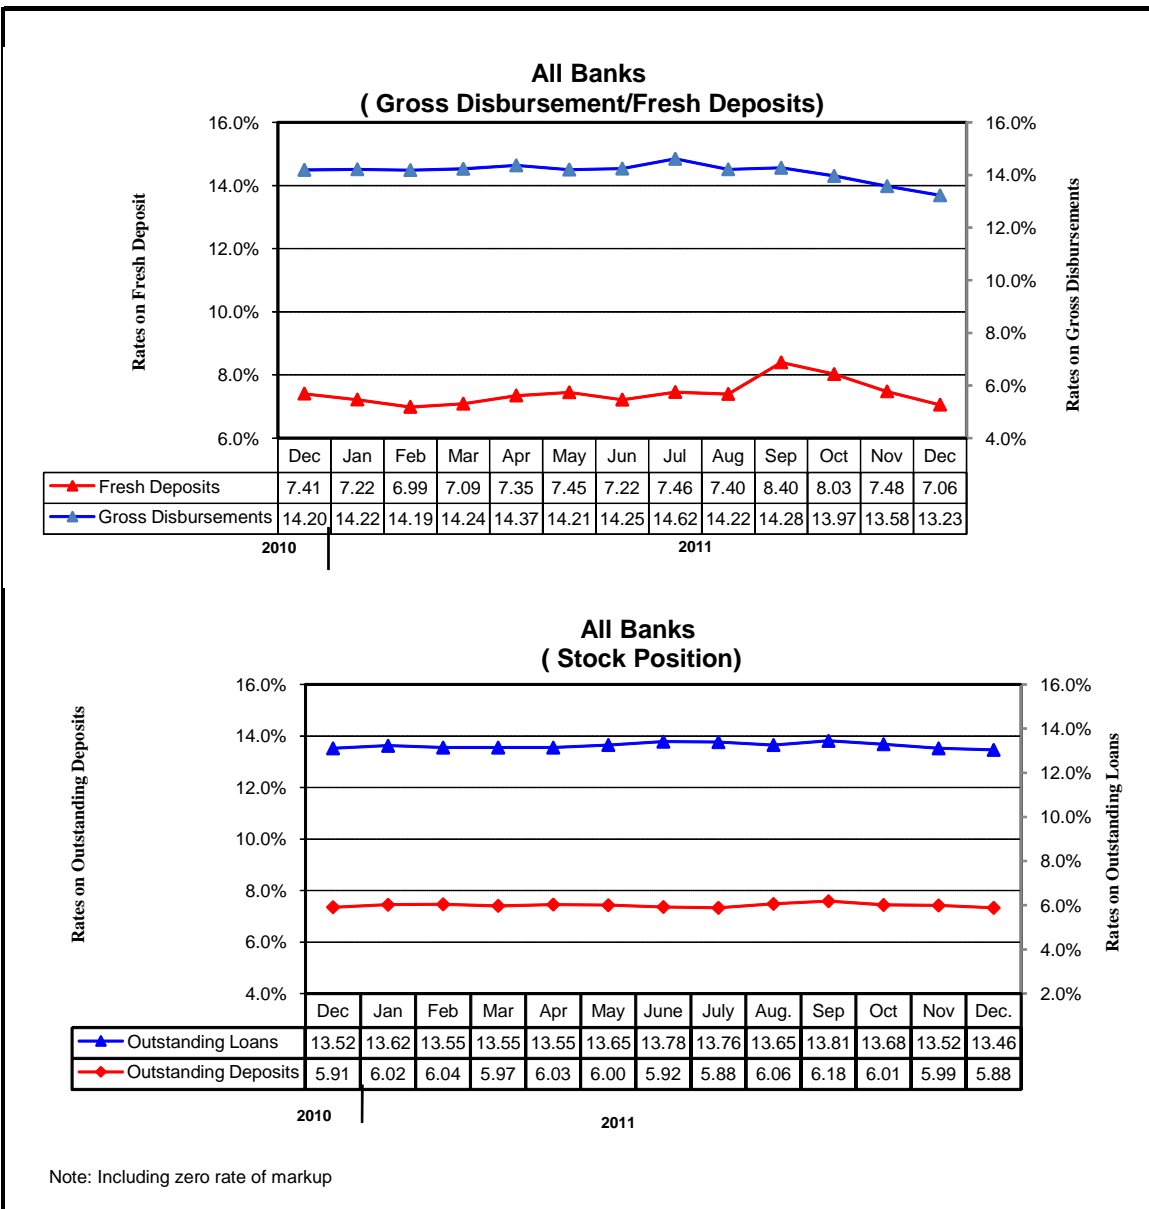 All Banks
( Gross Disbursement/Fresh Deposits)
Rates on Fresh Deposit
16.0%
14.0%
12.0%
10.0%
8.0%
6.0%
16.0%
14.0%
12.0%
10.0%
8.0%
6.0%
4.0%
Rates on Gross Disbursements
Dec Jan Feb Mar Apr May Jun Jul Aug Sep Oct Nov Dec
Fresh Deposits 7.41 7.22 6.99 7.09 7.35 7.45 7.22 7.46 7.40 8.40 8.03 7.48 7.06
Gross Disbursements 14.20 14.22 14.19 14.24 14.37 14.21 14.25 14.62 14.22 14.28 13.97 13.58 13.23
2010 2011
All Banks
( Stock Position)
Rates on Outstanding Deposits
16.0%
14.0%
12.0%
10.0%
8.0%
6.0%
4.0%
16.0%
14.0%
12.0%
10.0%
8.0%
6.0%
4.0%
2.0%
Rates on Outstanding Loans
Dec Jan Feb Mar Apr May June July Aug. Sep Oct Nov Dec.
Outstanding Loans 13.52 13.62 13.55 13.55 13.55 13.65 13.78 13.76 13.65 13.81 13.68 13.52 13.46
Outstanding Deposits 5.91 6.02 6.04 5.97 6.03 6.00 5.92 5.88 6.06 6.18 6.01 5.99 5.88
2010 2011
Note: Including zero rate of markup